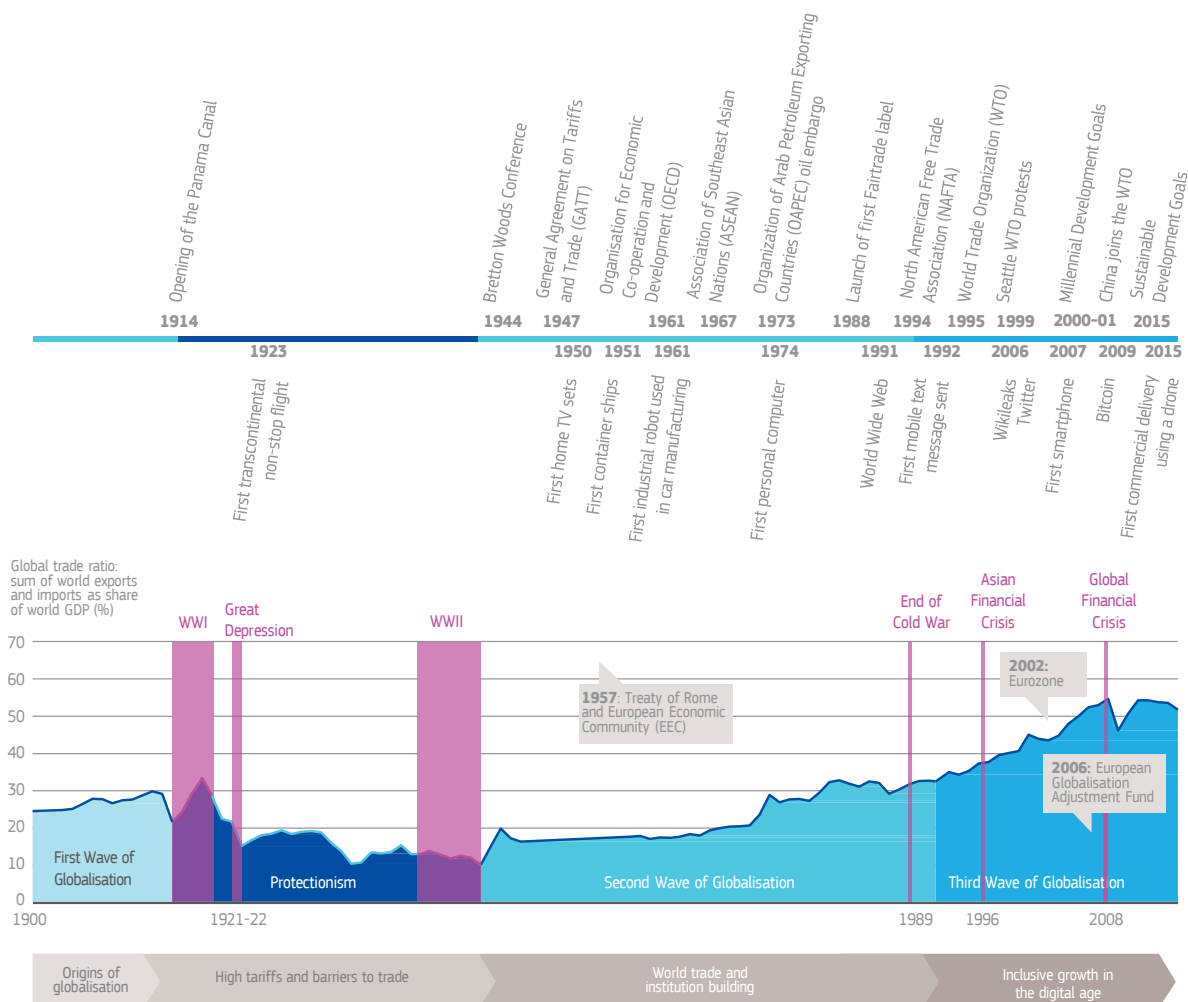 Opening of the Panama Canal
Bretton Woods Conference
General Agreement on Tariffs
and Trade (GATT)
Organisation for Economic
Co-operation and
Development (OECD)
Association of Southeast Asian
Nations (ASEAN)
Organization of Arab Petroleum Exporting
Countries (OAPEC) oil embargo
Launch of first Fairtrade label
North American Free Trade
Association (NAFTA)
World Trade Organization (WTO)
Seattle WTO protests
Millennial Development Goals
China joins the WTO
Sustainable
Development Goals
1914 1944 1947 1961 1967 1973 1988 1994 1995 1999 2000-01 2015
1923 1950 1951 1961 1974 1991 1992 2006 2007 2009 2015
First transcontinental
non-stop flight
First home TV sets
First container ships
First industrial robot used
in car manufacturing
First personal computer
World Wide Web
First mobile text
message sent
Wikileaks
Twitter
First smartphone
Bitcoin
First commercial delivery
using a drone
Global trade ratio:
sum of world exports
and imports as share
of world GDP (%)
WWI
Great
Depression
WWII
End of
Cold War
Asian
Financial
Crisis
Global
Financial
Crisis
70
60
50
40
30
20
10
0
1957: Treaty of Rome
and European Economic
Community (EEC)
2002:
Eurozone
2006: European
Globalisation
Adjustment Fund
First Wave of
Globalisation
Protectionism
Second Wave of Globalisation
Third Wave of Globalisation
1900 1921-22 1989 1996 2008
Origins of
globalisation
High tariffs and barriers to trade
World trade and
institution building
Inclusive growth in
the digital age